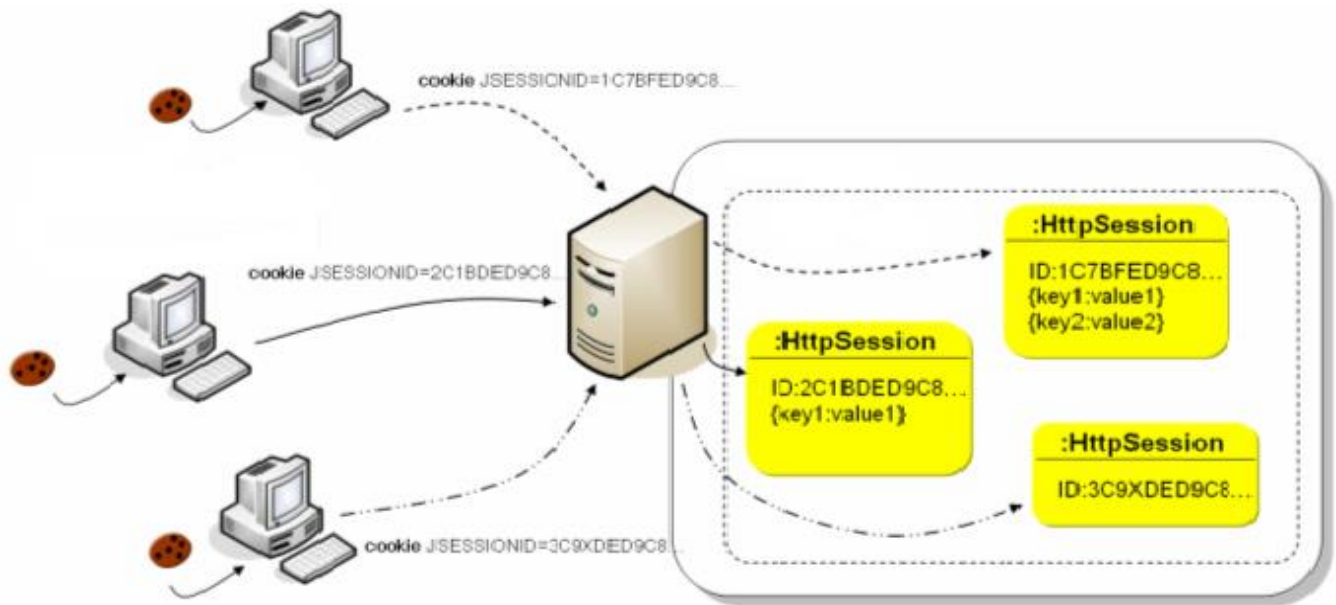 cookie JSESSIONID=1C7BFED9C8...
cookie JSESSIONID=2C1BDED9C8...
cookie JSESSIONID=3C9XDED9C8...
:HttpSession
ID:1C7BFED9C8...
{key1:value1}
{key2:value2}
:HttpSession
ID:2C1BDED9C8...
{key1:value1}
:HttpSession
ID:3C9XDED9C8...